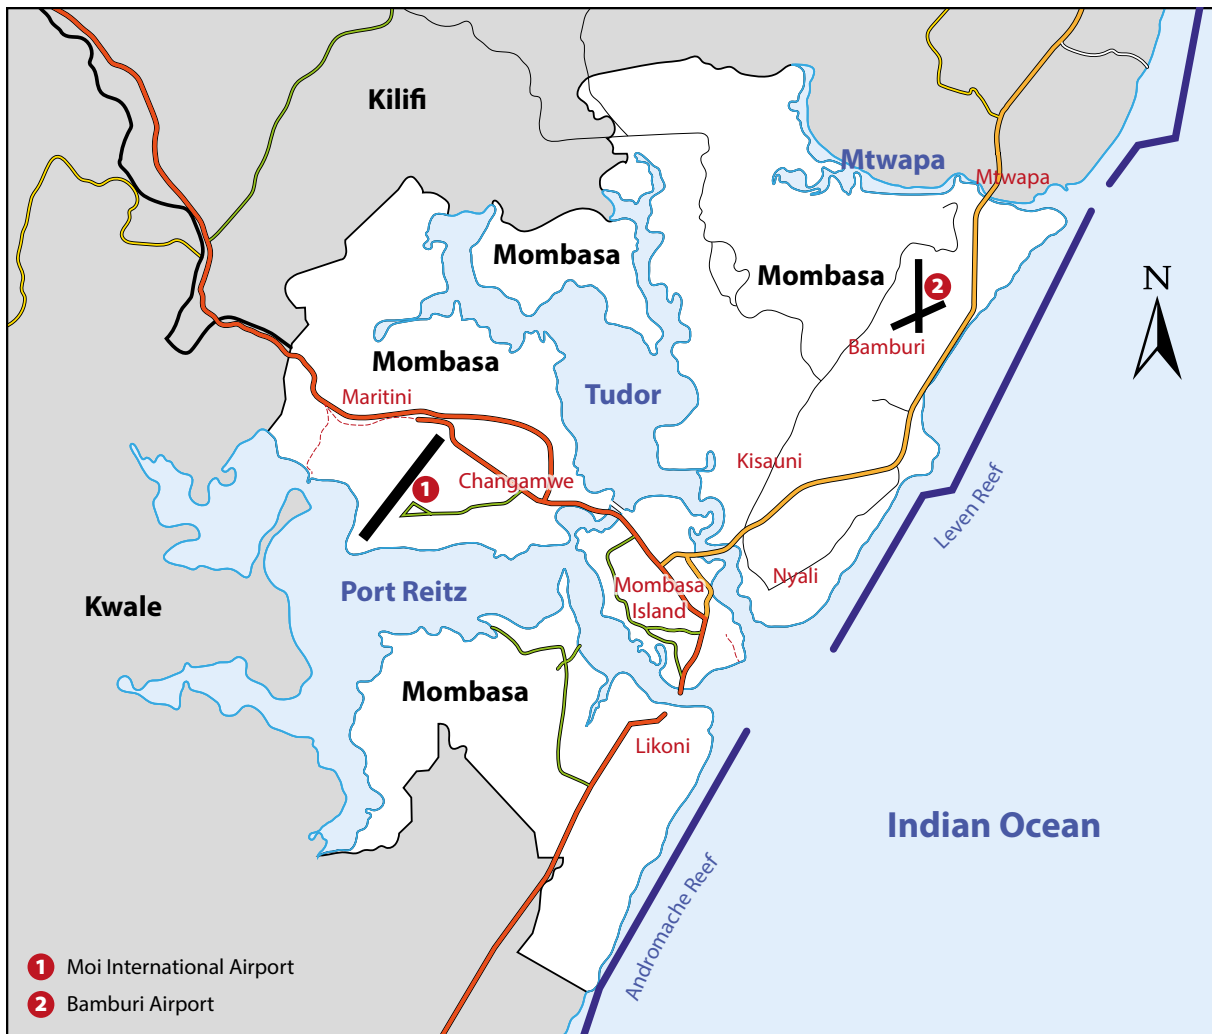 Kilifi
Mtwapa
Mtwapa
Mombasa
Mombasa
N
2
Bamburi
Mombasa
Maritini
Tudor
Kisauni
Changamwe
1
Leven Reef
Nyali
Mombasa
Island
Port Reitz
Kwale
Mombasa
Likoni
Indian Ocean
Andromache Reef
1 Moi International Airport
2 Bamburi Airport